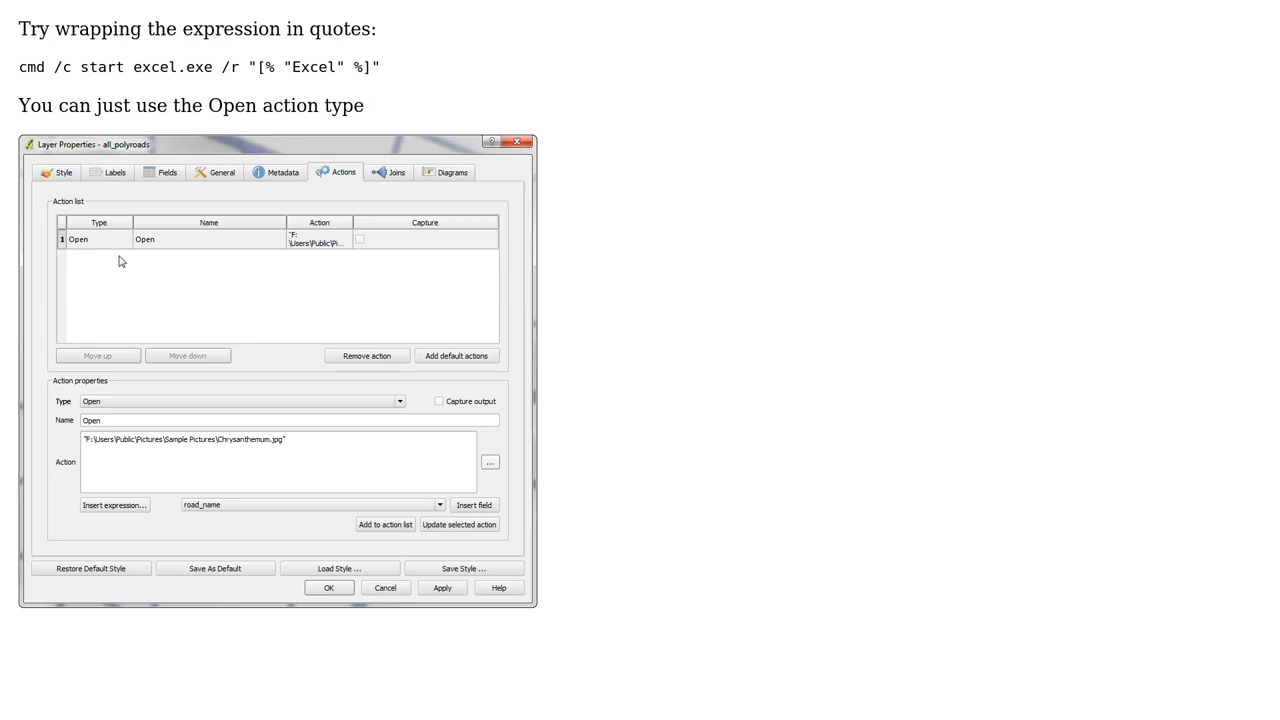 Try wrapping the expression in quotes:
cmd /c start excel.exe /r "[% "Excel" %]"
You can just use the Open action type
Layer Properties - all_polyroads
Style Labels Fields General Metadata Actions Joins Diagrams
Action list
Type Name Action Capture
1 Open Open "F:
\Users\Public\Pi...
Move up Move down Remove action Add default actions
Action properties
Type Open Capture output
Name Open
"F:\Users\Public\Pictures\Sample Pictures\Chrysanthemum.jpg"
Action ...
Insert expression... road_name Insert field
Add to action list Update selected action
Restore Default Style Save As Default Load Style ... Save Style ...
OK Cancel Apply Help